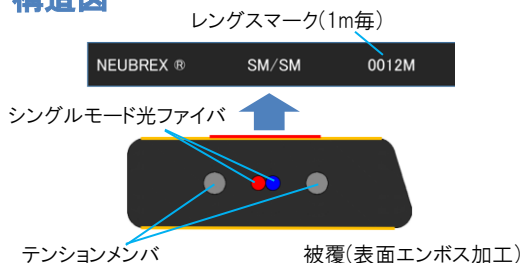 構造図
レングスマーク(1m毎)
NEUBREX ® SM/SM 0012M
シングルモード光ファイバ
テンションメンバ 被覆(表面エンボス加工)